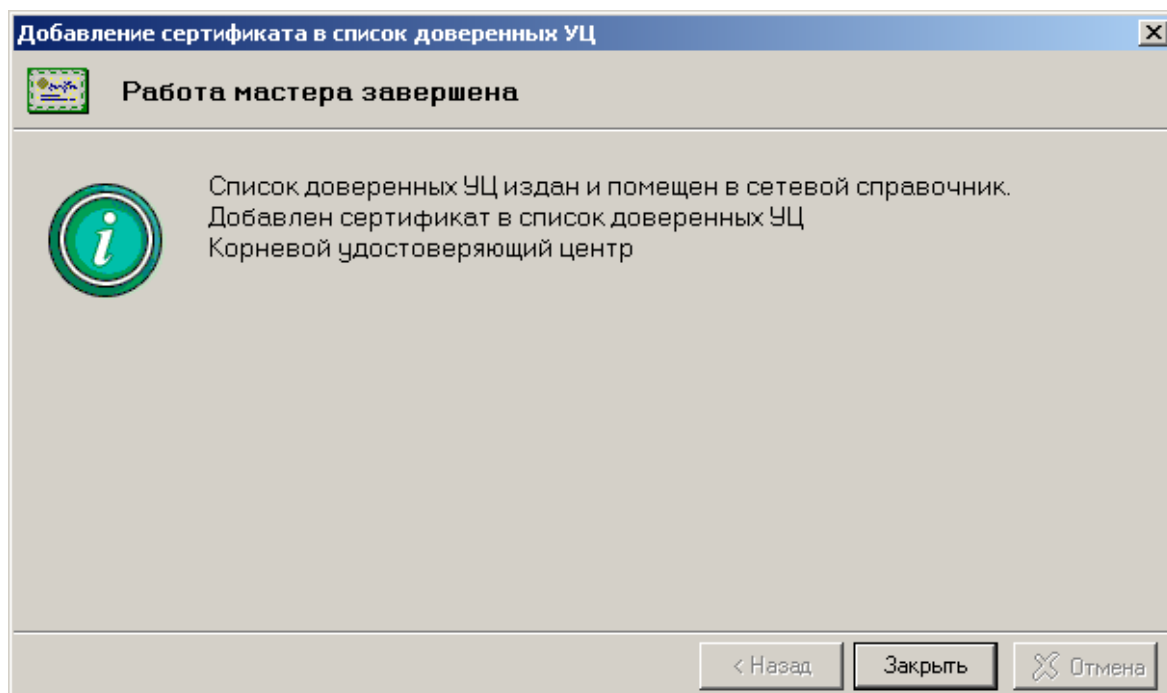 Добавление сертификата в список доверенных УЦ
Работа мастера завершена
Список доверенных УЦ издан и помещен в сетевой справочник.
Добавлен сертификат в список доверенных УЦ
Корневой удостоверяющий центр
< Назад Закрыть Отмена